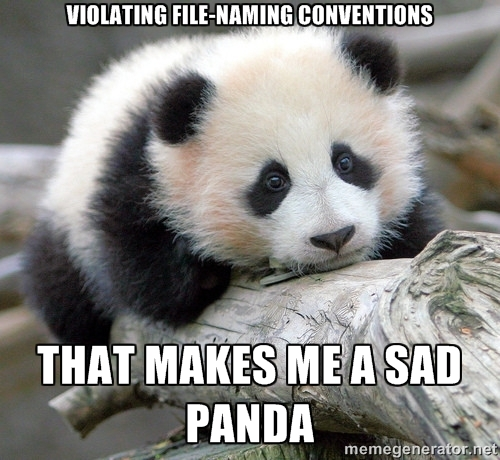 VIOLATING FILE-NAMING CONVENTIONS
THAT MAKES ME A SAD
PANDA
memegenerator.net